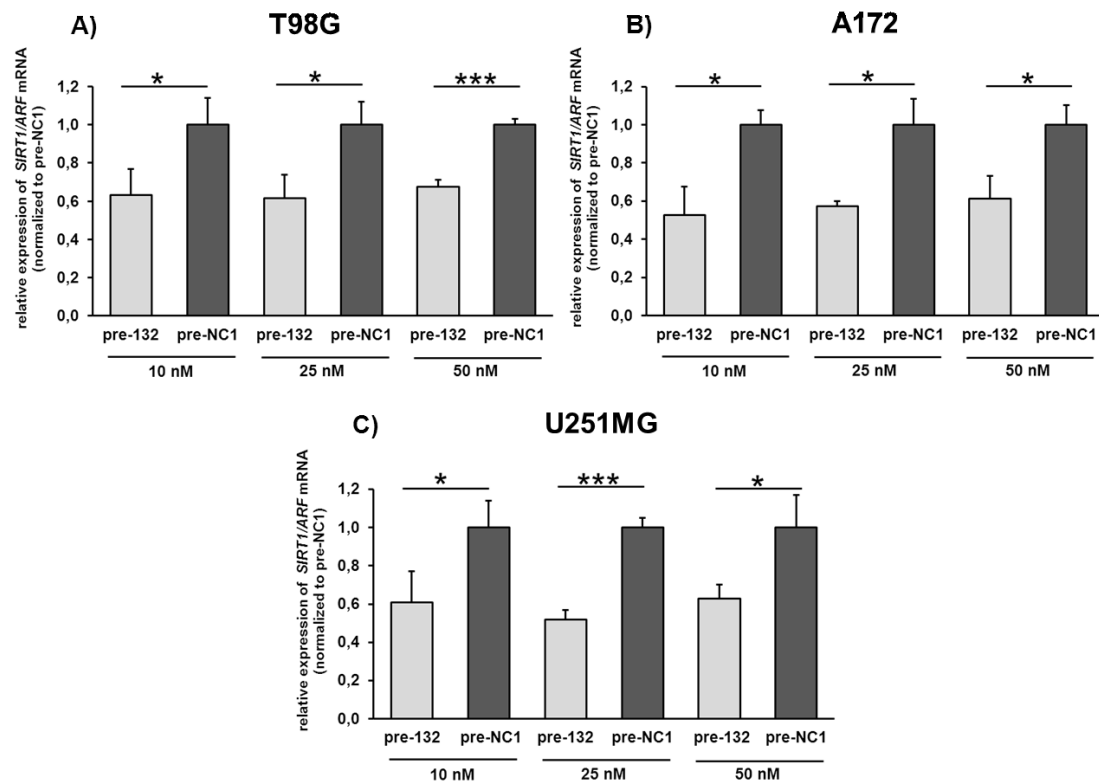 A) T98G
relative expression of SIRT1/ARF mRNA
(normalized to pre-NC1)
* * ***
1,2
1,0
0,8
0,6
0,4
0,2
0,0
pre-132 pre-NC1 pre-132 pre-NC1 pre-132 pre-NC1
10 nM 25 nM 50 nM
B) A172
relative expression of SIRT1/ARF mRNA
(normalized to pre-NC1)
* * *
1,2
1,0
0,8
0,6
0,4
0,2
0,0
pre-132 pre-NC1 pre-132 pre-NC1 pre-132 pre-NC1
10 nM 25 nM 50 nM
C) U251MG
relative expression of SIRT1/ARF mRNA
(normalized to pre-NC1)
* *** *
1,2
1,0
0,8
0,6
0,4
0,2
0,0
pre-132 pre-NC1 pre-132 pre-NC1 pre-132 pre-NC1
10 nM 25 nM 50 nM